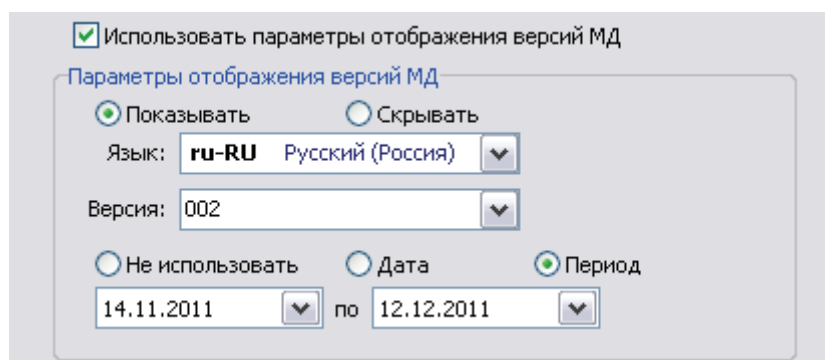 Использовать параметры отображения версий МД
Параметры отображения версий МД
Показывать Скрывать
Язык: ru-RU Русский (Россия)
Версия: 002
Не использовать Дата Период
14.11.2011 по 12.12.2011